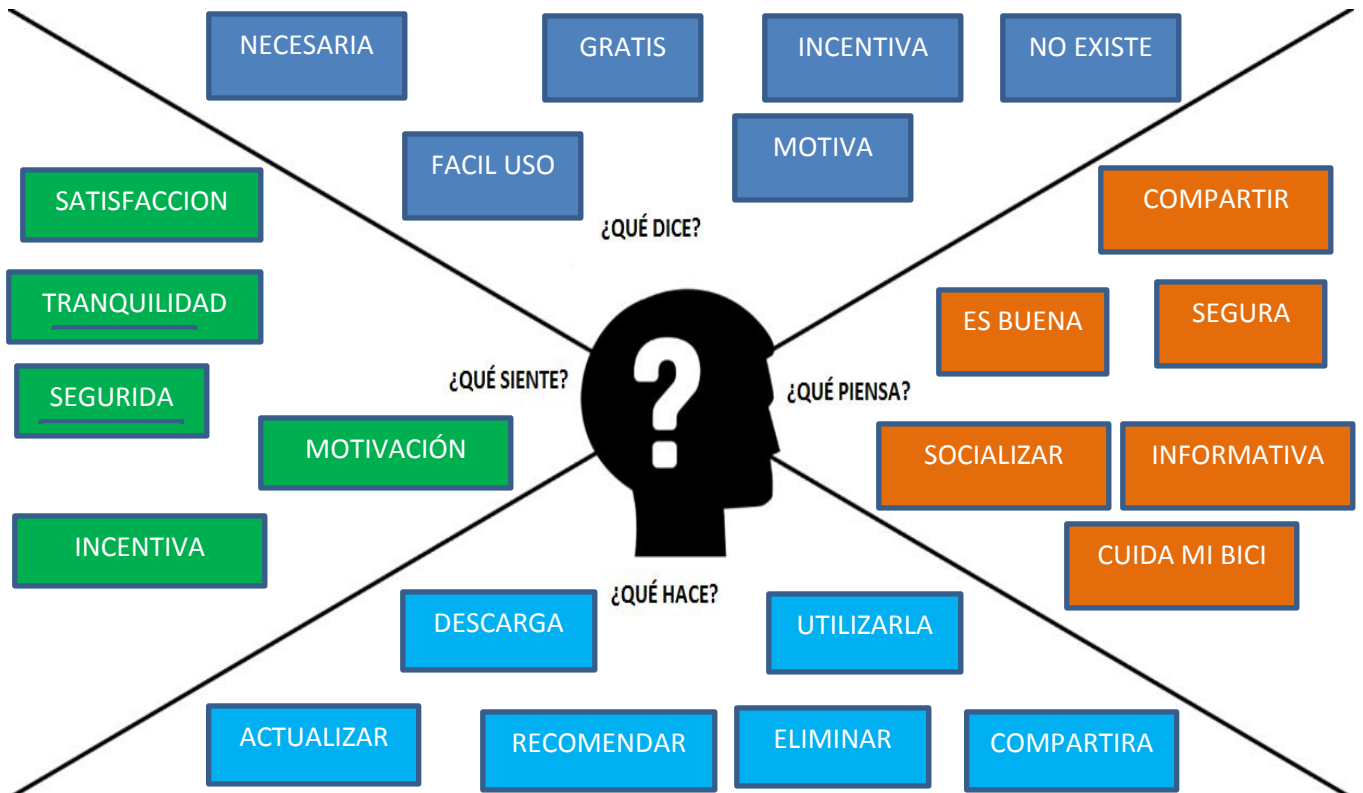 NECESARIA
GRATIS
INCENTIVA
NO EXISTE
FACIL USO
MOTIVA
¿QUÉ DICE?
SATISFACCION
TRANQUILIDAD
SEGURIDA
MOTIVACIÓN
INCENTIVA
¿QUÉ SIENTE?
?
¿QUÉ PIENSA?
COMPARTIR
ES BUENA
SEGURA
SOCIALIZAR
INFORMATIVA
CUIDA MI BICI
¿QUÉ HACE?
DESCARGA
UTILIZARLA
ACTUALIZAR
RECOMENDAR
ELIMINAR
COMPARTIRA